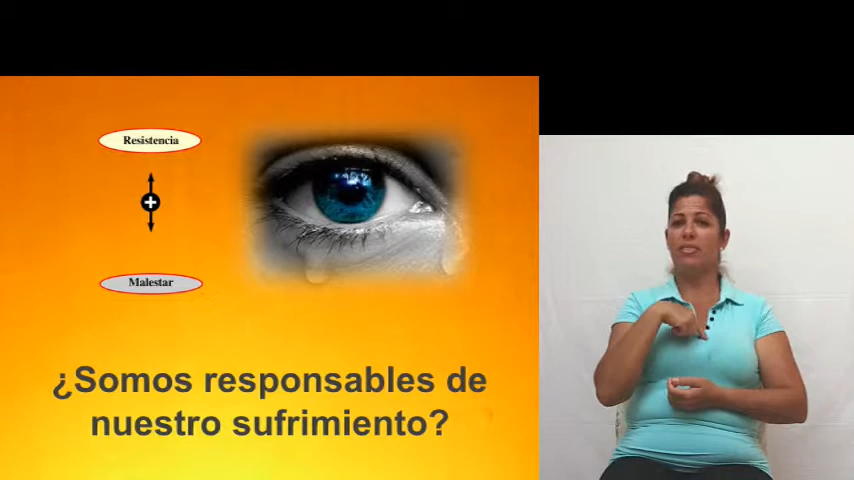 Resistencia
Malestar
¿Somos responsables de
nuestro sufrimiento?